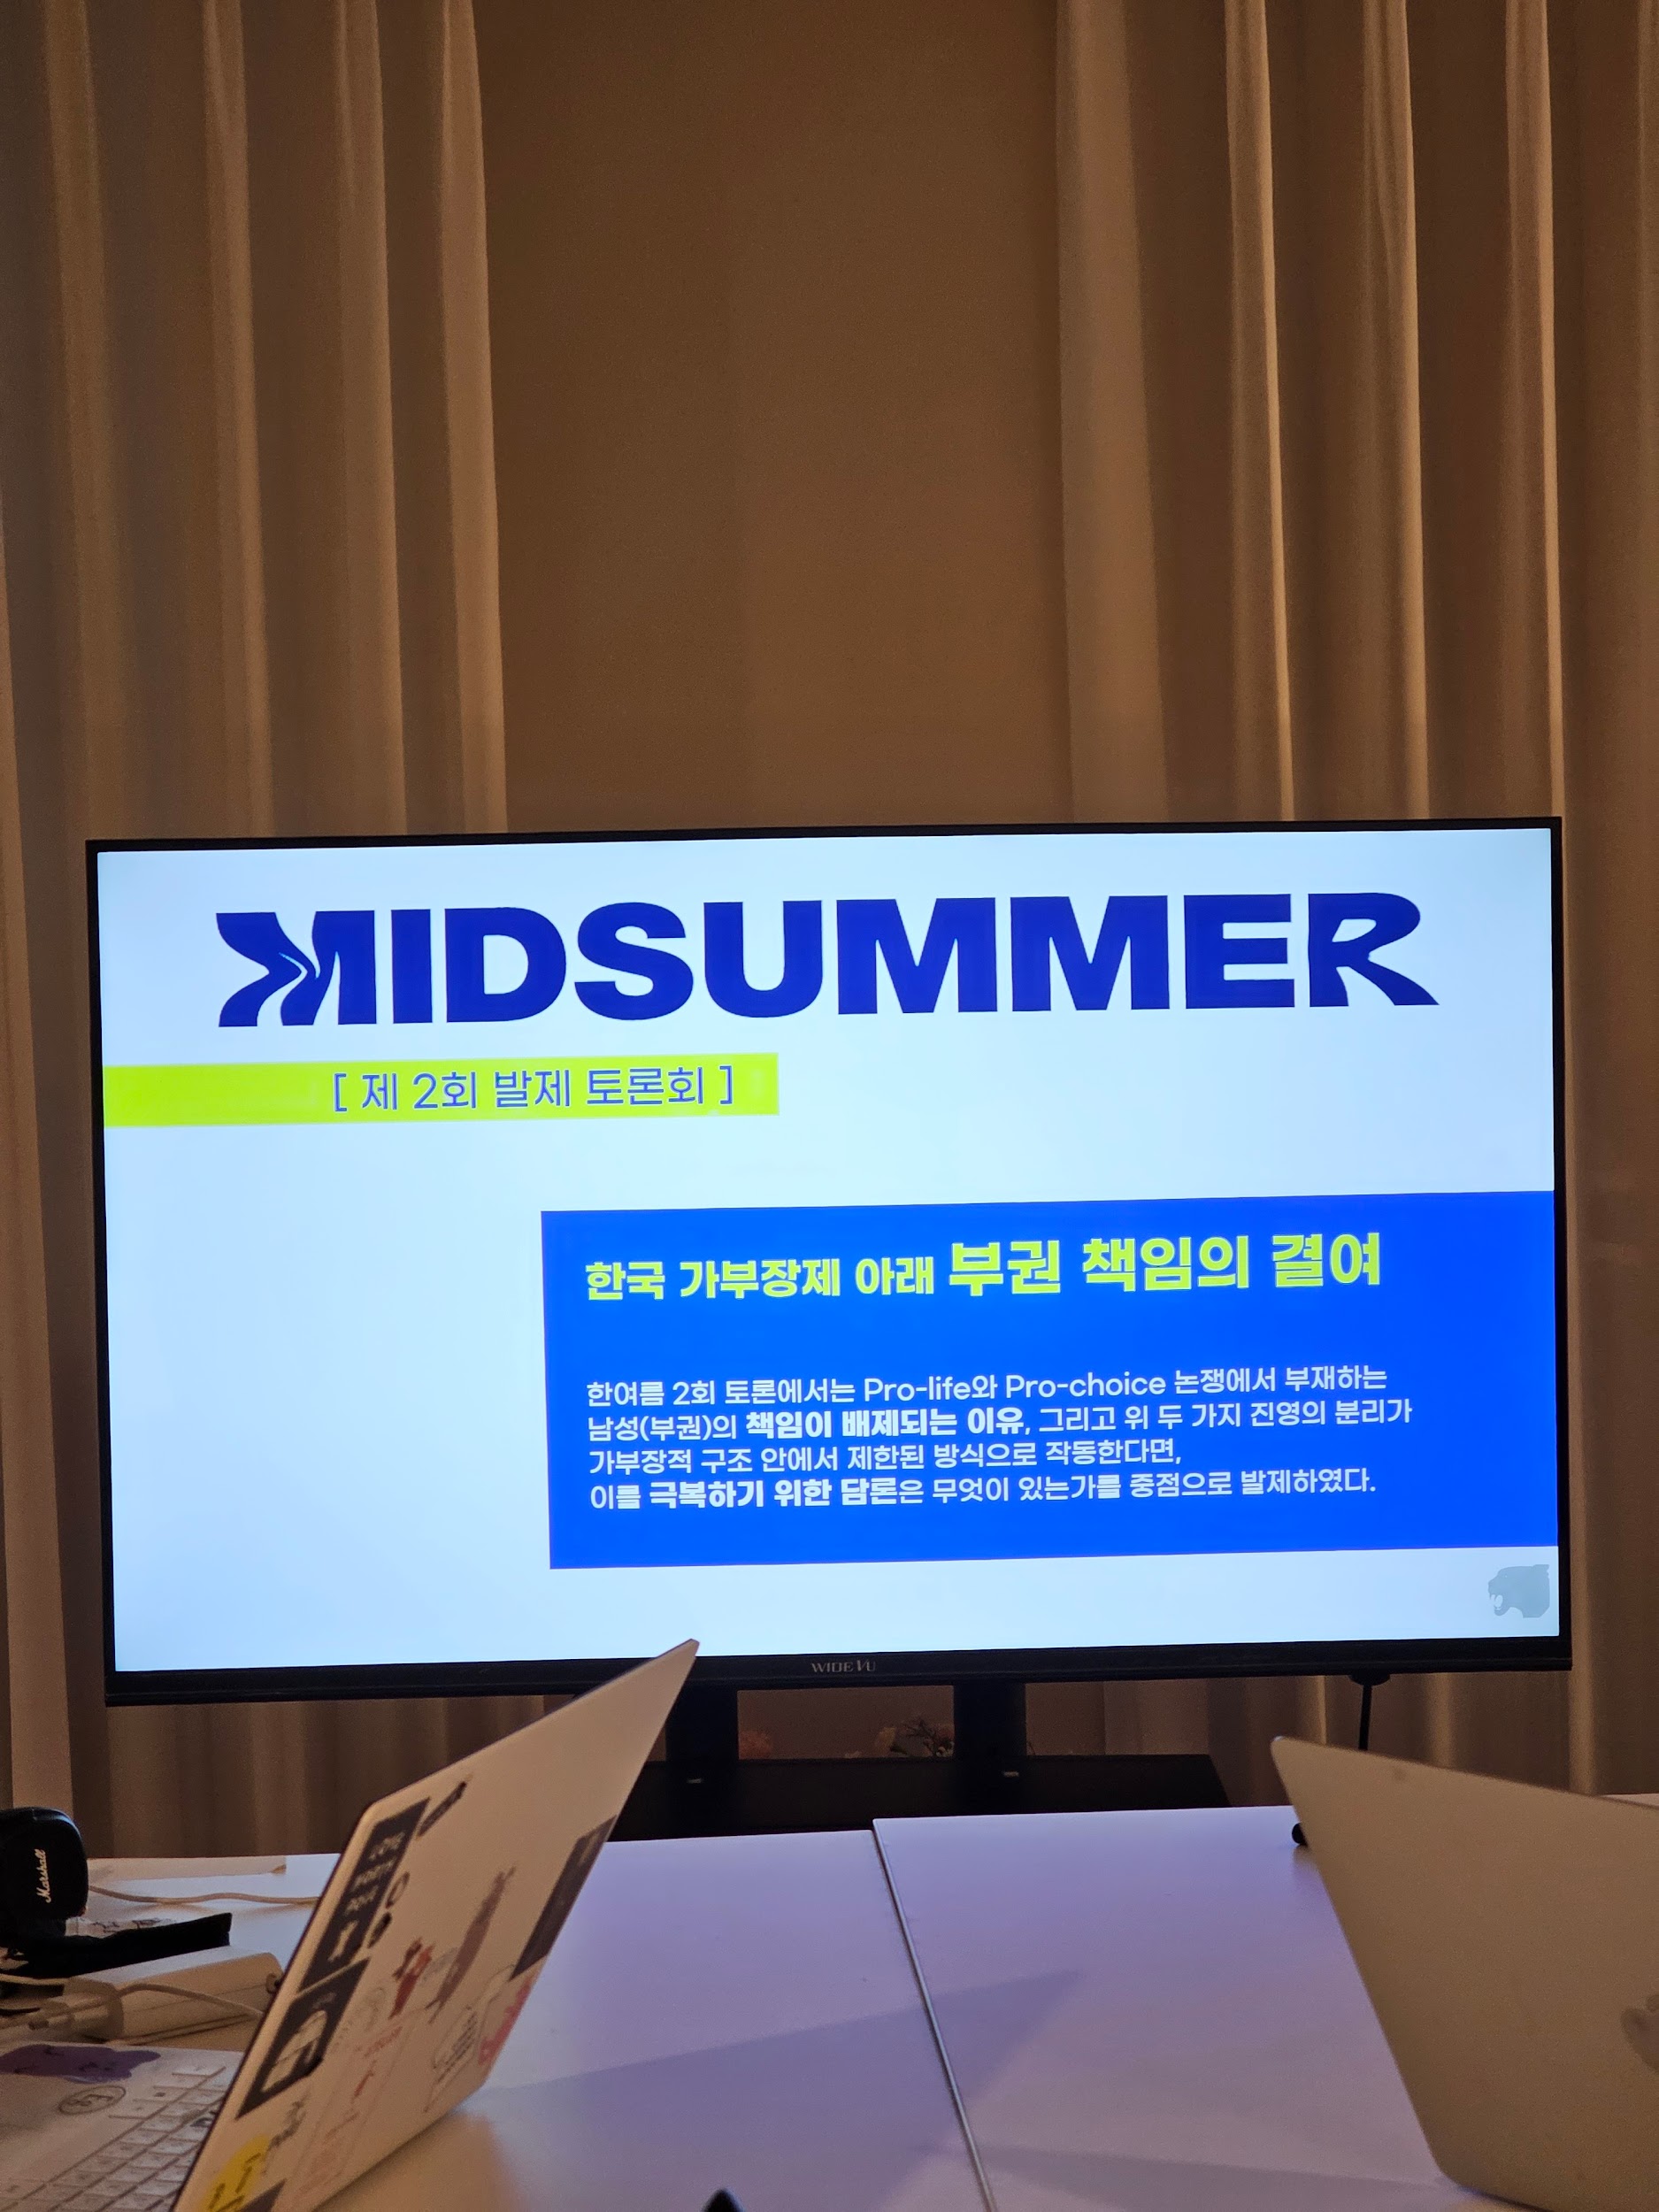 MIDSUMMER
[ 제 2회 발제 토론회 ]
한국 가부장제 아래 부권 책임의 결여
한여름 2회 토론에서는 Pro-life와 Pro-choice 논쟁에서 부재하는
남성(부권)의 책임이 배제되는 이유, 그리고 위 두 가지 진영의 분리가
가부장적 구조 안에서 제한된 방식으로 작동한다면,
이를 극복하기 위한 담론은 무엇이 있는가를 중점으로 발제하였다.
WIDEVU
Marshall